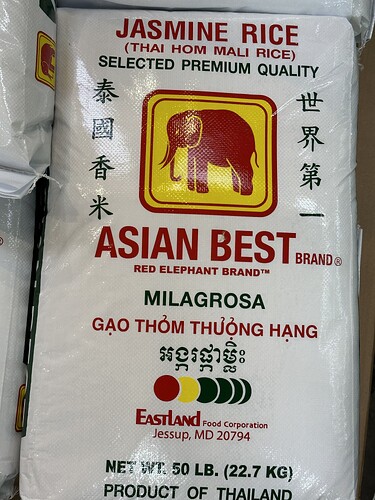 JASMINE RICE
(THAI HOM MALI RICE)
SELECTED PREMIUM QUALITY
泰國香米
世界第一
ASIAN BEST BRAND®
RED ELEPHANT BRAND™
MILAGROSA
GẠO THỎM THƯỢNG HẠNG
អង្ករផ្កាម្លិះ
EASTLAND Food Corporation
Jessup, MD 20794
NET WT. 50 LB. (22.7 KG)
PRODUCT OF THAILAND